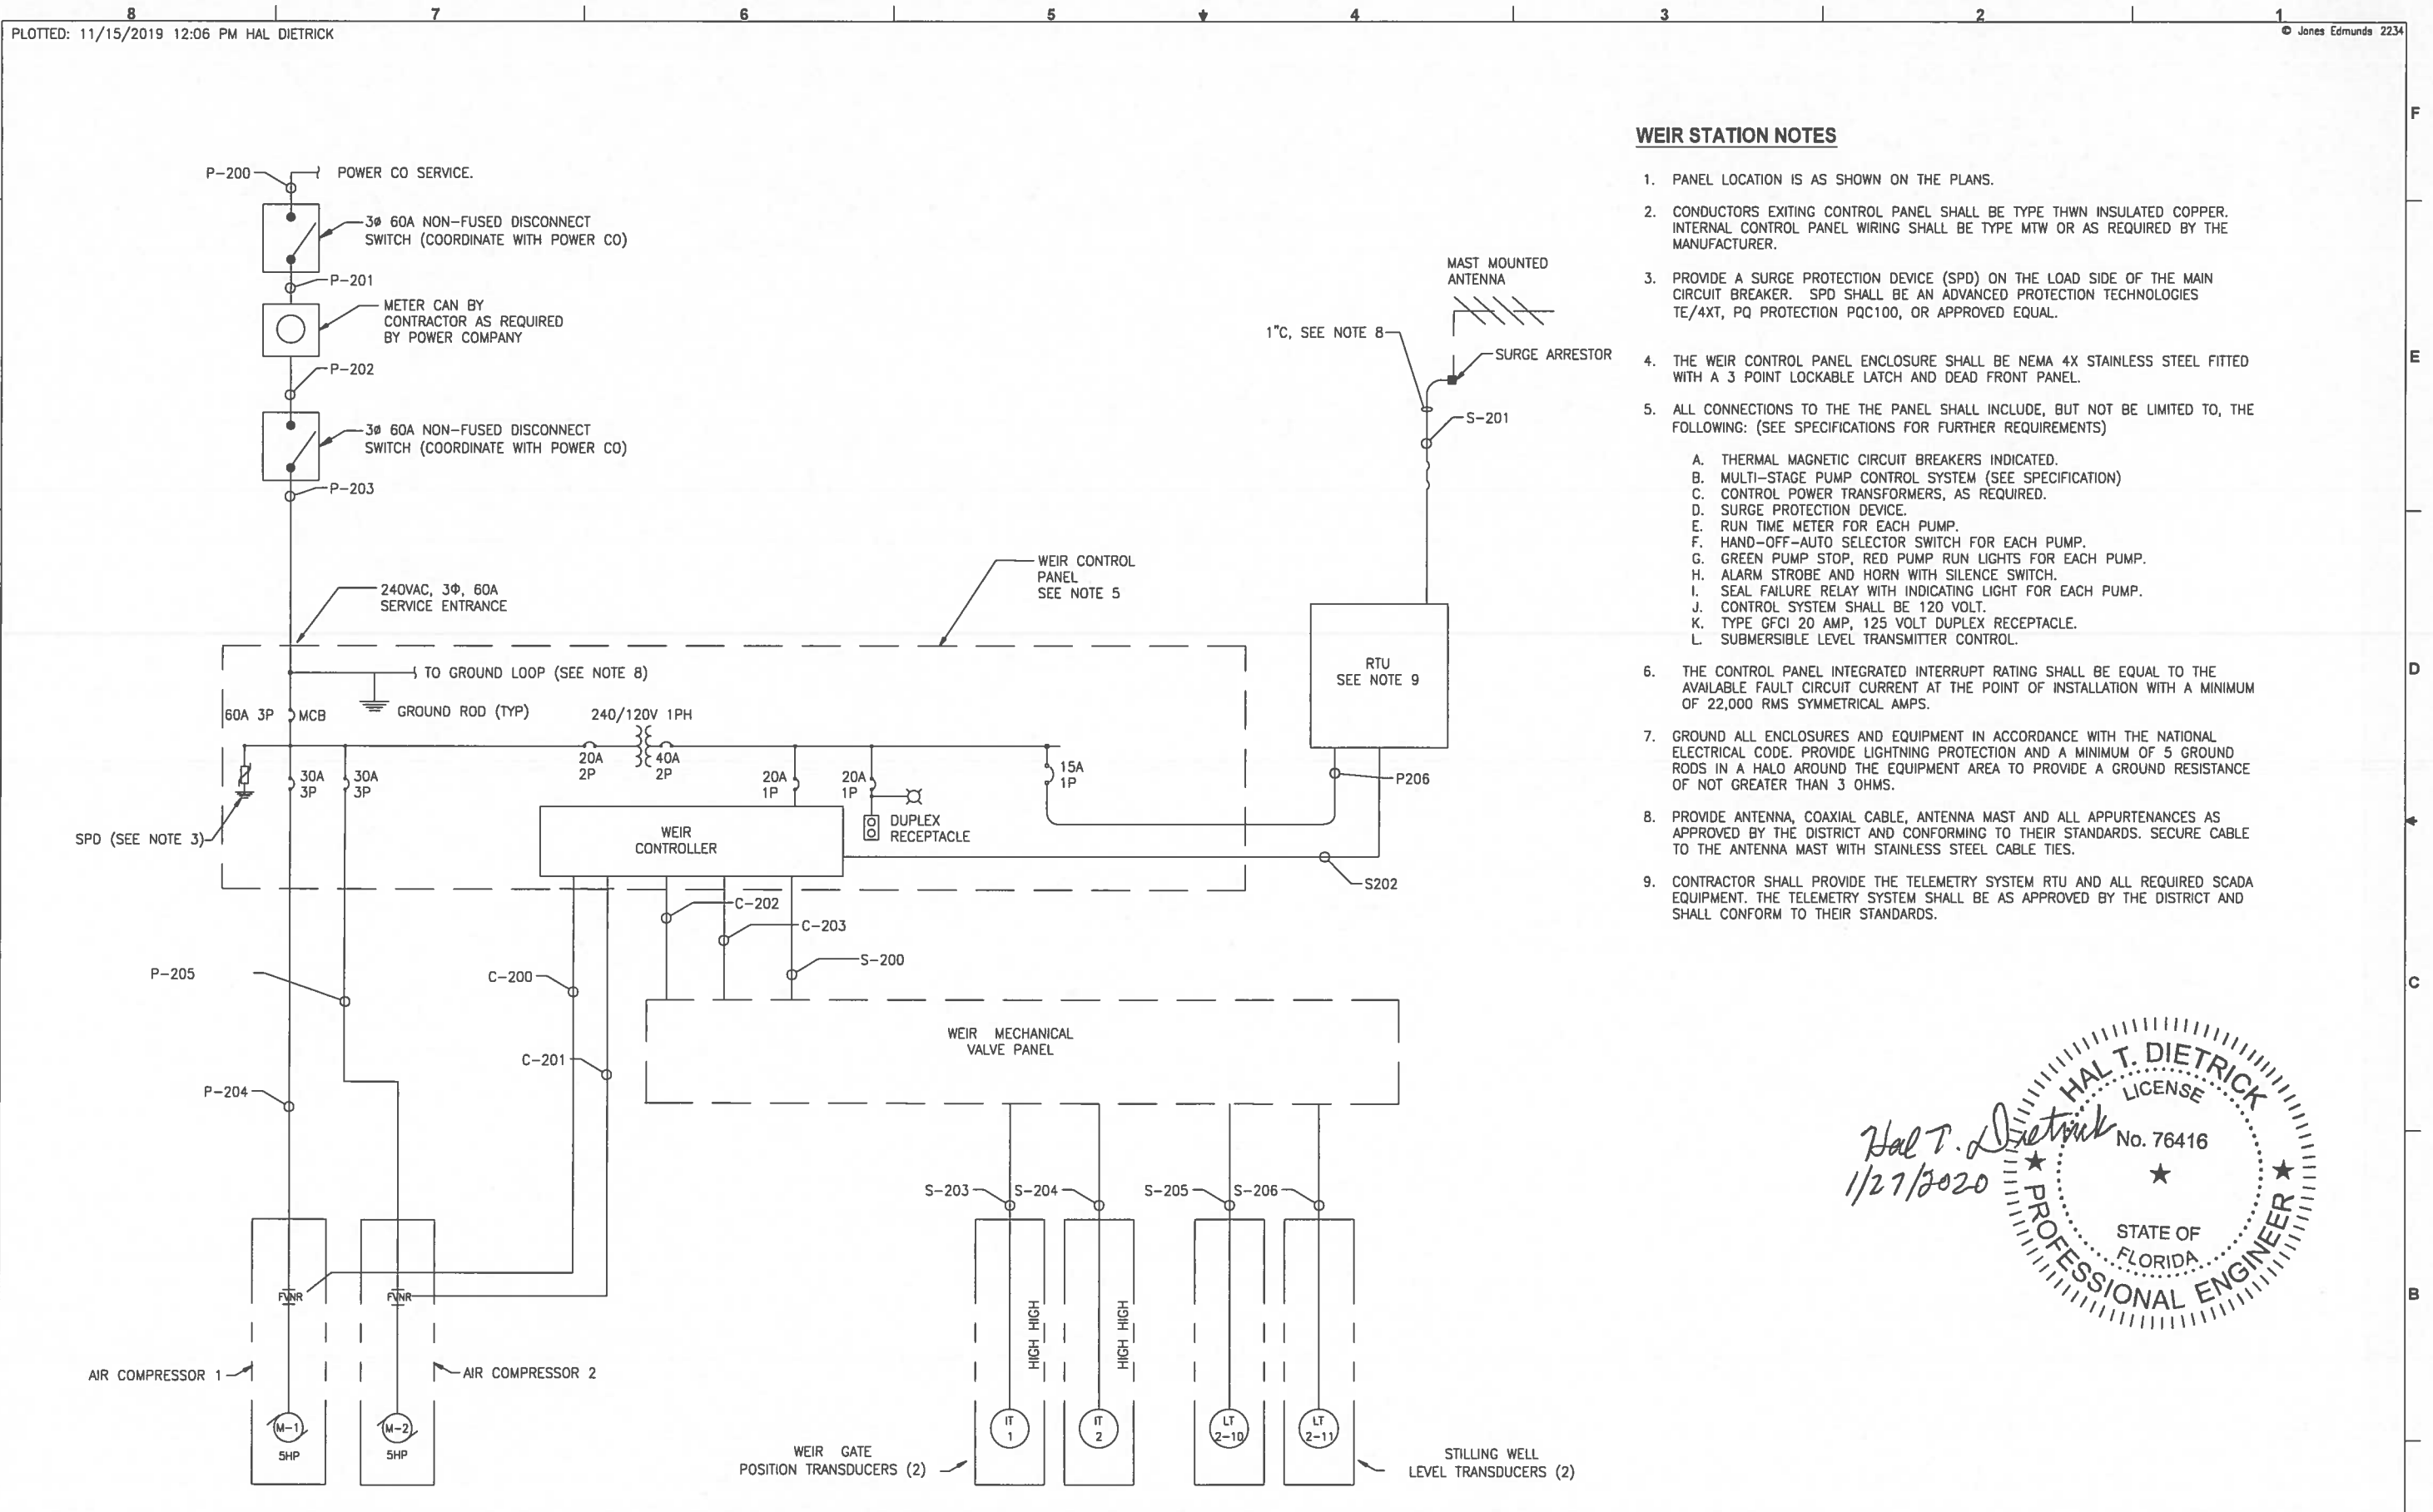 8 7 6 5 4 3 2 1
PLOTTED: 11/15/2019 12:06 PM HAL DIETRICK
© Jones Edmunds 2234
F
E
D
C
B
P-200
POWER CO SERVICE.
3Ø 60A NON-FUSED DISCONNECT
SWITCH (COORDINATE WITH POWER CO)
P-201
METER CAN BY
CONTRACTOR AS REQUIRED
BY POWER COMPANY
P-202
3Ø 60A NON-FUSED DISCONNECT
SWITCH (COORDINATE WITH POWER CO)
P-203
240VAC, 3Φ, 60A
SERVICE ENTRANCE
WEIR CONTROL
PANEL
SEE NOTE 5
TO GROUND LOOP (SEE NOTE 8)
GROUND ROD (TYP)
60A 3P
MCB
240/120V 1PH
20A
2P
40A
2P
30A
3P
30A
3P
20A
1P
20A
1P
15A
1P
SPD (SEE NOTE 3)
WEIR
CONTROLLER
DUPLEX
RECEPTACLE
MAST MOUNTED
ANTENNA
1"C, SEE NOTE 8
SURGE ARRESTOR
S-201
RTU
SEE NOTE 9
P206
S202
C-202
C-203
S-200
C-200
C-201
P-205
P-204
WEIR MECHANICAL
VALVE PANEL
S-203
S-204
S-205
S-206
FVNR
FVNR
HIGH HIGH
HIGH HIGH
AIR COMPRESSOR 1
AIR COMPRESSOR 2
M-1
5HP
M-2
5HP
IT
1
IT
2
LT
2-10
LT
2-11
WEIR GATE
POSITION TRANSDUCERS (2)
STILLING WELL
LEVEL TRANSDUCERS (2)
WEIR STATION NOTES
1. PANEL LOCATION IS AS SHOWN ON THE PLANS.
2. CONDUCTORS EXITING CONTROL PANEL SHALL BE TYPE THWN INSULATED COPPER.
INTERNAL CONTROL PANEL WIRING SHALL BE TYPE MTW OR AS REQUIRED BY THE
MANUFACTURER.
3. PROVIDE A SURGE PROTECTION DEVICE (SPD) ON THE LOAD SIDE OF THE MAIN
CIRCUIT BREAKER. SPD SHALL BE AN ADVANCED PROTECTION TECHNOLOGIES
TE/4XT, PQ PROTECTION PQC100, OR APPROVED EQUAL.
4. THE WEIR CONTROL PANEL ENCLOSURE SHALL BE NEMA 4X STAINLESS STEEL FITTED
WITH A 3 POINT LOCKABLE LATCH AND DEAD FRONT PANEL.
5. ALL CONNECTIONS TO THE THE PANEL SHALL INCLUDE, BUT NOT BE LIMITED TO, THE
FOLLOWING: (SEE SPECIFICATIONS FOR FURTHER REQUIREMENTS)
A. THERMAL MAGNETIC CIRCUIT BREAKERS INDICATED.
B. MULTI-STAGE PUMP CONTROL SYSTEM (SEE SPECIFICATION)
C. CONTROL POWER TRANSFORMERS, AS REQUIRED.
D. SURGE PROTECTION DEVICE.
E. RUN TIME METER FOR EACH PUMP.
F. HAND-OFF-AUTO SELECTOR SWITCH FOR EACH PUMP.
G. GREEN PUMP STOP, RED PUMP RUN LIGHTS FOR EACH PUMP.
H. ALARM STROBE AND HORN WITH SILENCE SWITCH.
I. SEAL FAILURE RELAY WITH INDICATING LIGHT FOR EACH PUMP.
J. CONTROL SYSTEM SHALL BE 120 VOLT.
K. TYPE GFCI 20 AMP, 125 VOLT DUPLEX RECEPTACLE.
L. SUBMERSIBLE LEVEL TRANSMITTER CONTROL.
6. THE CONTROL PANEL INTEGRATED INTERRUPT RATING SHALL BE EQUAL TO THE
AVAILABLE FAULT CIRCUIT CURRENT AT THE POINT OF INSTALLATION WITH A MINIMUM
OF 22,000 RMS SYMMETRICAL AMPS.
7. GROUND ALL ENCLOSURES AND EQUIPMENT IN ACCORDANCE WITH THE NATIONAL
ELECTRICAL CODE. PROVIDE LIGHTNING PROTECTION AND A MINIMUM OF 5 GROUND
RODS IN A HALO AROUND THE EQUIPMENT AREA TO PROVIDE A GROUND RESISTANCE
OF NOT GREATER THAN 3 OHMS.
8. PROVIDE ANTENNA, COAXIAL CABLE, ANTENNA MAST AND ALL APPURTENANCES AS
APPROVED BY THE DISTRICT AND CONFORMING TO THEIR STANDARDS. SECURE CABLE
TO THE ANTENNA MAST WITH STAINLESS STEEL CABLE TIES.
9. CONTRACTOR SHALL PROVIDE THE TELEMETRY SYSTEM RTU AND ALL REQUIRED SCADA
EQUIPMENT. THE TELEMETRY SYSTEM SHALL BE AS APPROVED BY THE DISTRICT AND
SHALL CONFORM TO THEIR STANDARDS.
Hal T. Dietrick
1/27/2020
HAL T. DIETRICK
LICENSE
No. 76416
STATE OF
FLORIDA
PROFESSIONAL ENGINEER